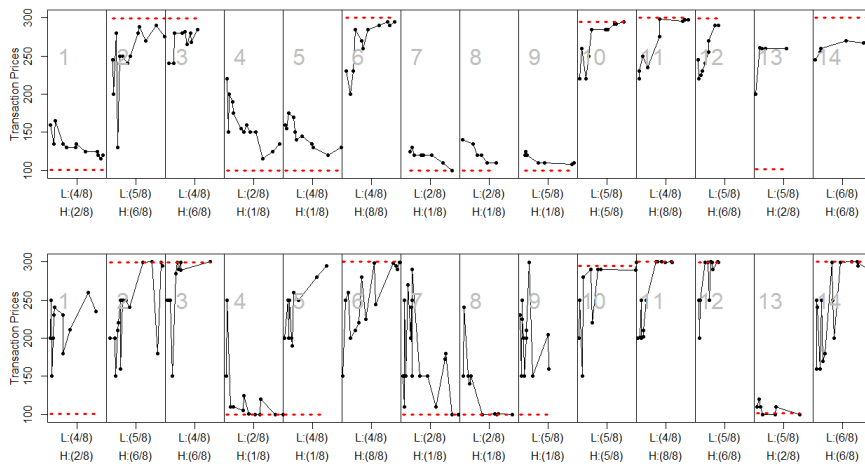 300
250
200
150
100
Transaction Prices
1 2 3 4 5 6 7 8 9 10 11 12 13 14
L:(4/8) L:(5/8) L:(4/8) L:(2/8) L:(4/8) L:(4/8) L:(2/8) L:(2/8) L:(5/8) L:(5/8) L:(4/8) L:(5/8) L:(5/8) L:(6/8)
H:(2/8) H:(6/8) H:(6/8) H:(1/8) H:(1/8) H:(8/8) H:(1/8) H:(1/8) H:(1/8) H:(5/8) H:(8/8) H:(6/8) H:(2/8) H:(6/8)
300
250
200
150
100
Transaction Prices
1 2 3 4 5 6 7 8 9 10 11 12 13 14
L:(4/8) L:(5/8) L:(4/8) L:(2/8) L:(4/8) L:(4/8) L:(2/8) L:(2/8) L:(5/8) L:(5/8) L:(4/8) L:(5/8) L:(5/8) L:(6/8)
H:(2/8) H:(6/8) H:(6/8) H:(1/8) H:(1/8) H:(8/8) H:(1/8) H:(1/8) H:(1/8) H:(5/8) H:(8/8) H:(6/8) H:(2/8) H:(6/8)